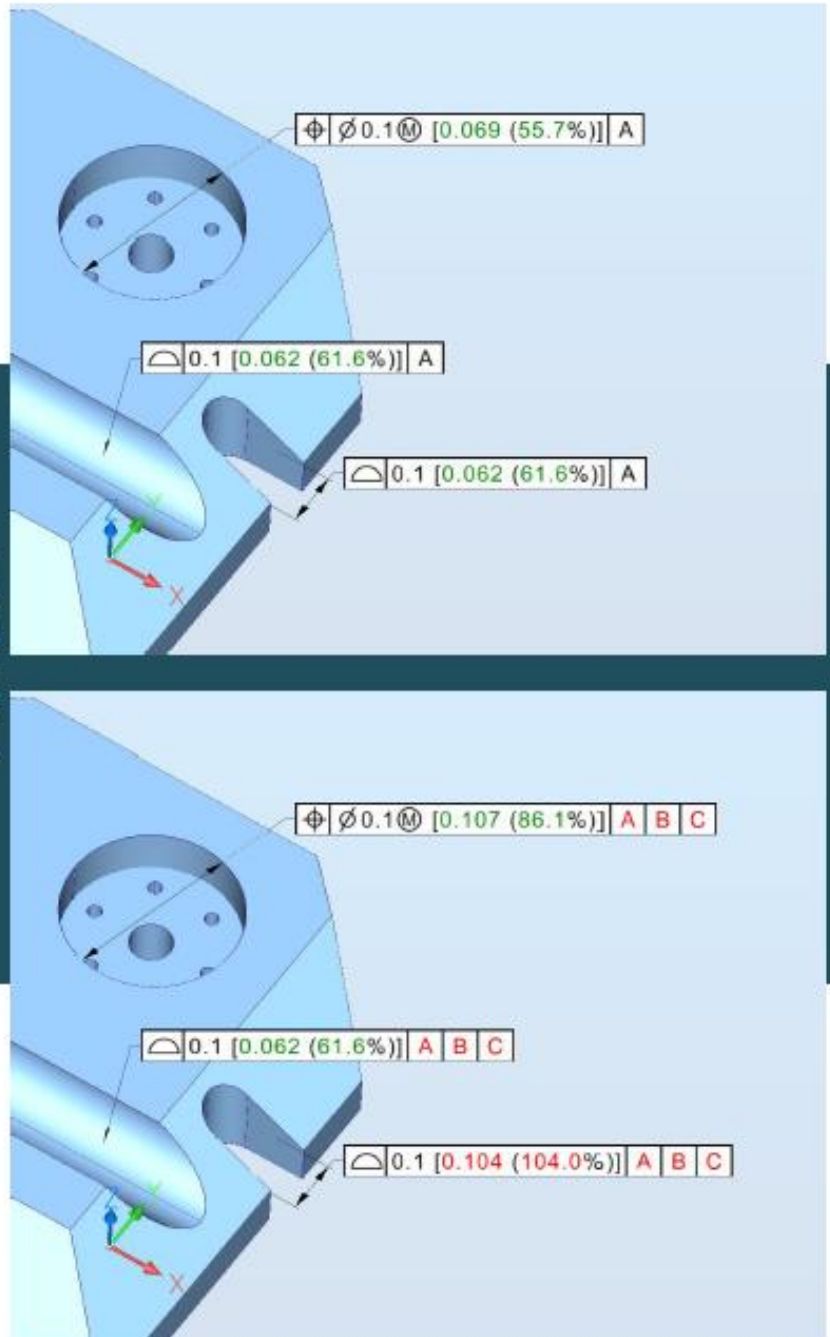 ⌖ Ø0.1Ⓜ [0.069 (55.7%)] A
⌓ 0.1 [0.062 (61.6%)] A
⌓ 0.1 [0.062 (61.6%)] A
Z Y
X
⌖ Ø0.1Ⓜ [0.107 (86.1%)] A B C
⌓ 0.1 [0.062 (61.6%)] A B C
⌓ 0.1 [0.104 (104.0%)] A B C
Z Y
X